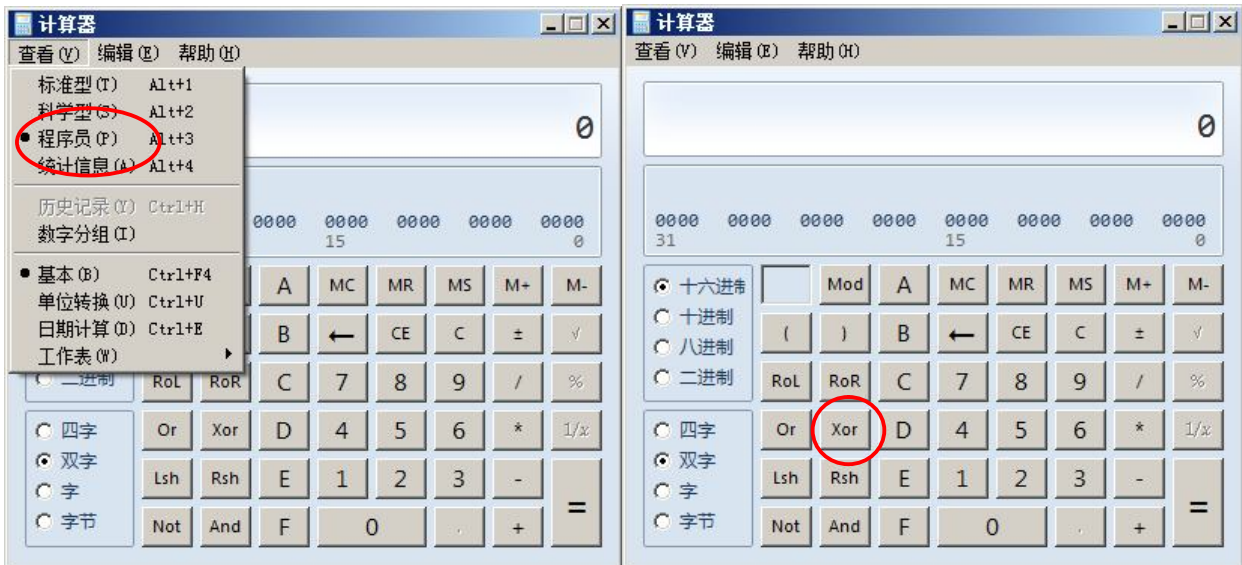 计算器
查看(V) 编辑(E) 帮助(H)
标准型(T) Alt+1
科学型(S) Alt+2
程序员(P) Alt+3
统计信息(A) Alt+4
历史记录(Y) Ctrl+H
数字分组(I)
基本(B) Ctrl+F4
单位转换(U) Ctrl+U
日期计算(D) Ctrl+E
工作表(W)
0
0000 0000 0000 0000 0000
15 0
A MC MR MS M+ M-
B ← CE C ± √
二进制 RoL RoR C 7 8 9 / %
四字 Or Xor D 4 5 6 * 1/x
双字
字 Lsh Rsh E 1 2 3 - =
字节 Not And F 0 . +
计算器
查看(V) 编辑(E) 帮助(H)
0
0000 0000 0000 0000 0000 0000 0000 0000
31 15 0
十六进制 Mod A MC MR MS M+ M-
十进制
八进制 ( ) B ← CE C ± √
二进制 RoL RoR C 7 8 9 / %
四字 Or Xor D 4 5 6 * 1/x
双字
字 Lsh Rsh E 1 2 3 - =
字节 Not And F 0 . +